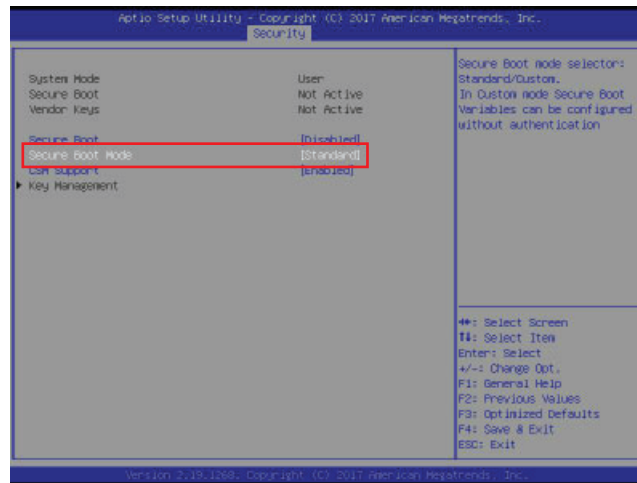 Aptio Setup Utility - Copyright (C) 2017 American Megatrends, Inc.
Security
System Mode User
Secure Boot Not Active
Vendor Keys Not Active
Secure Boot [Disabled]
Secure Boot Mode [Standard]
CSM Support [Enabled]
Key Management
Secure Boot mode selector:
Standard/Custom.
In Custom mode Secure Boot
Variables can be configured
without authentication
: Select Screen
: Select Item
Enter: Select
+/-: Change Opt.
F1: General Help
F2: Previous Values
F3: Optimized Defaults
F4: Save & Exit
ESC: Exit
Version 2.19.1268. Copyright (C) 2017 American Megatrends, Inc.